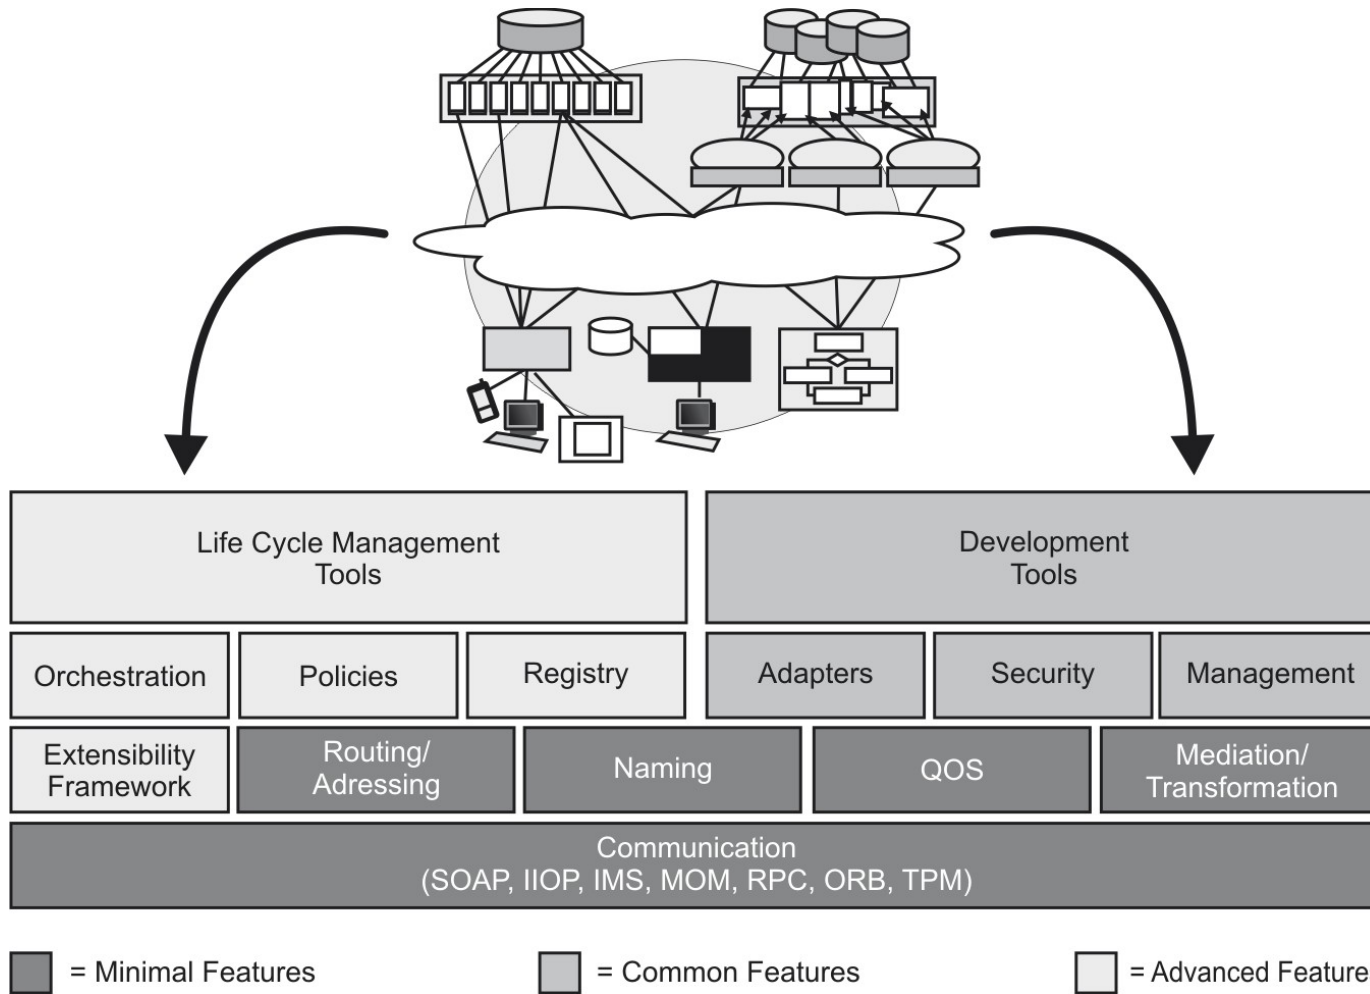 Life Cycle Management
Tools
Development
Tools
Orchestration
Policies
Registry
Adapters
Security
Management
Extensibility
Framework
Routing/
Adressing
Naming
QOS
Mediation/
Transformation
Communication
(SOAP, IIOP, IMS, MOM, RPC, ORB, TPM)
= Minimal Features
= Common Features
= Advanced Feature